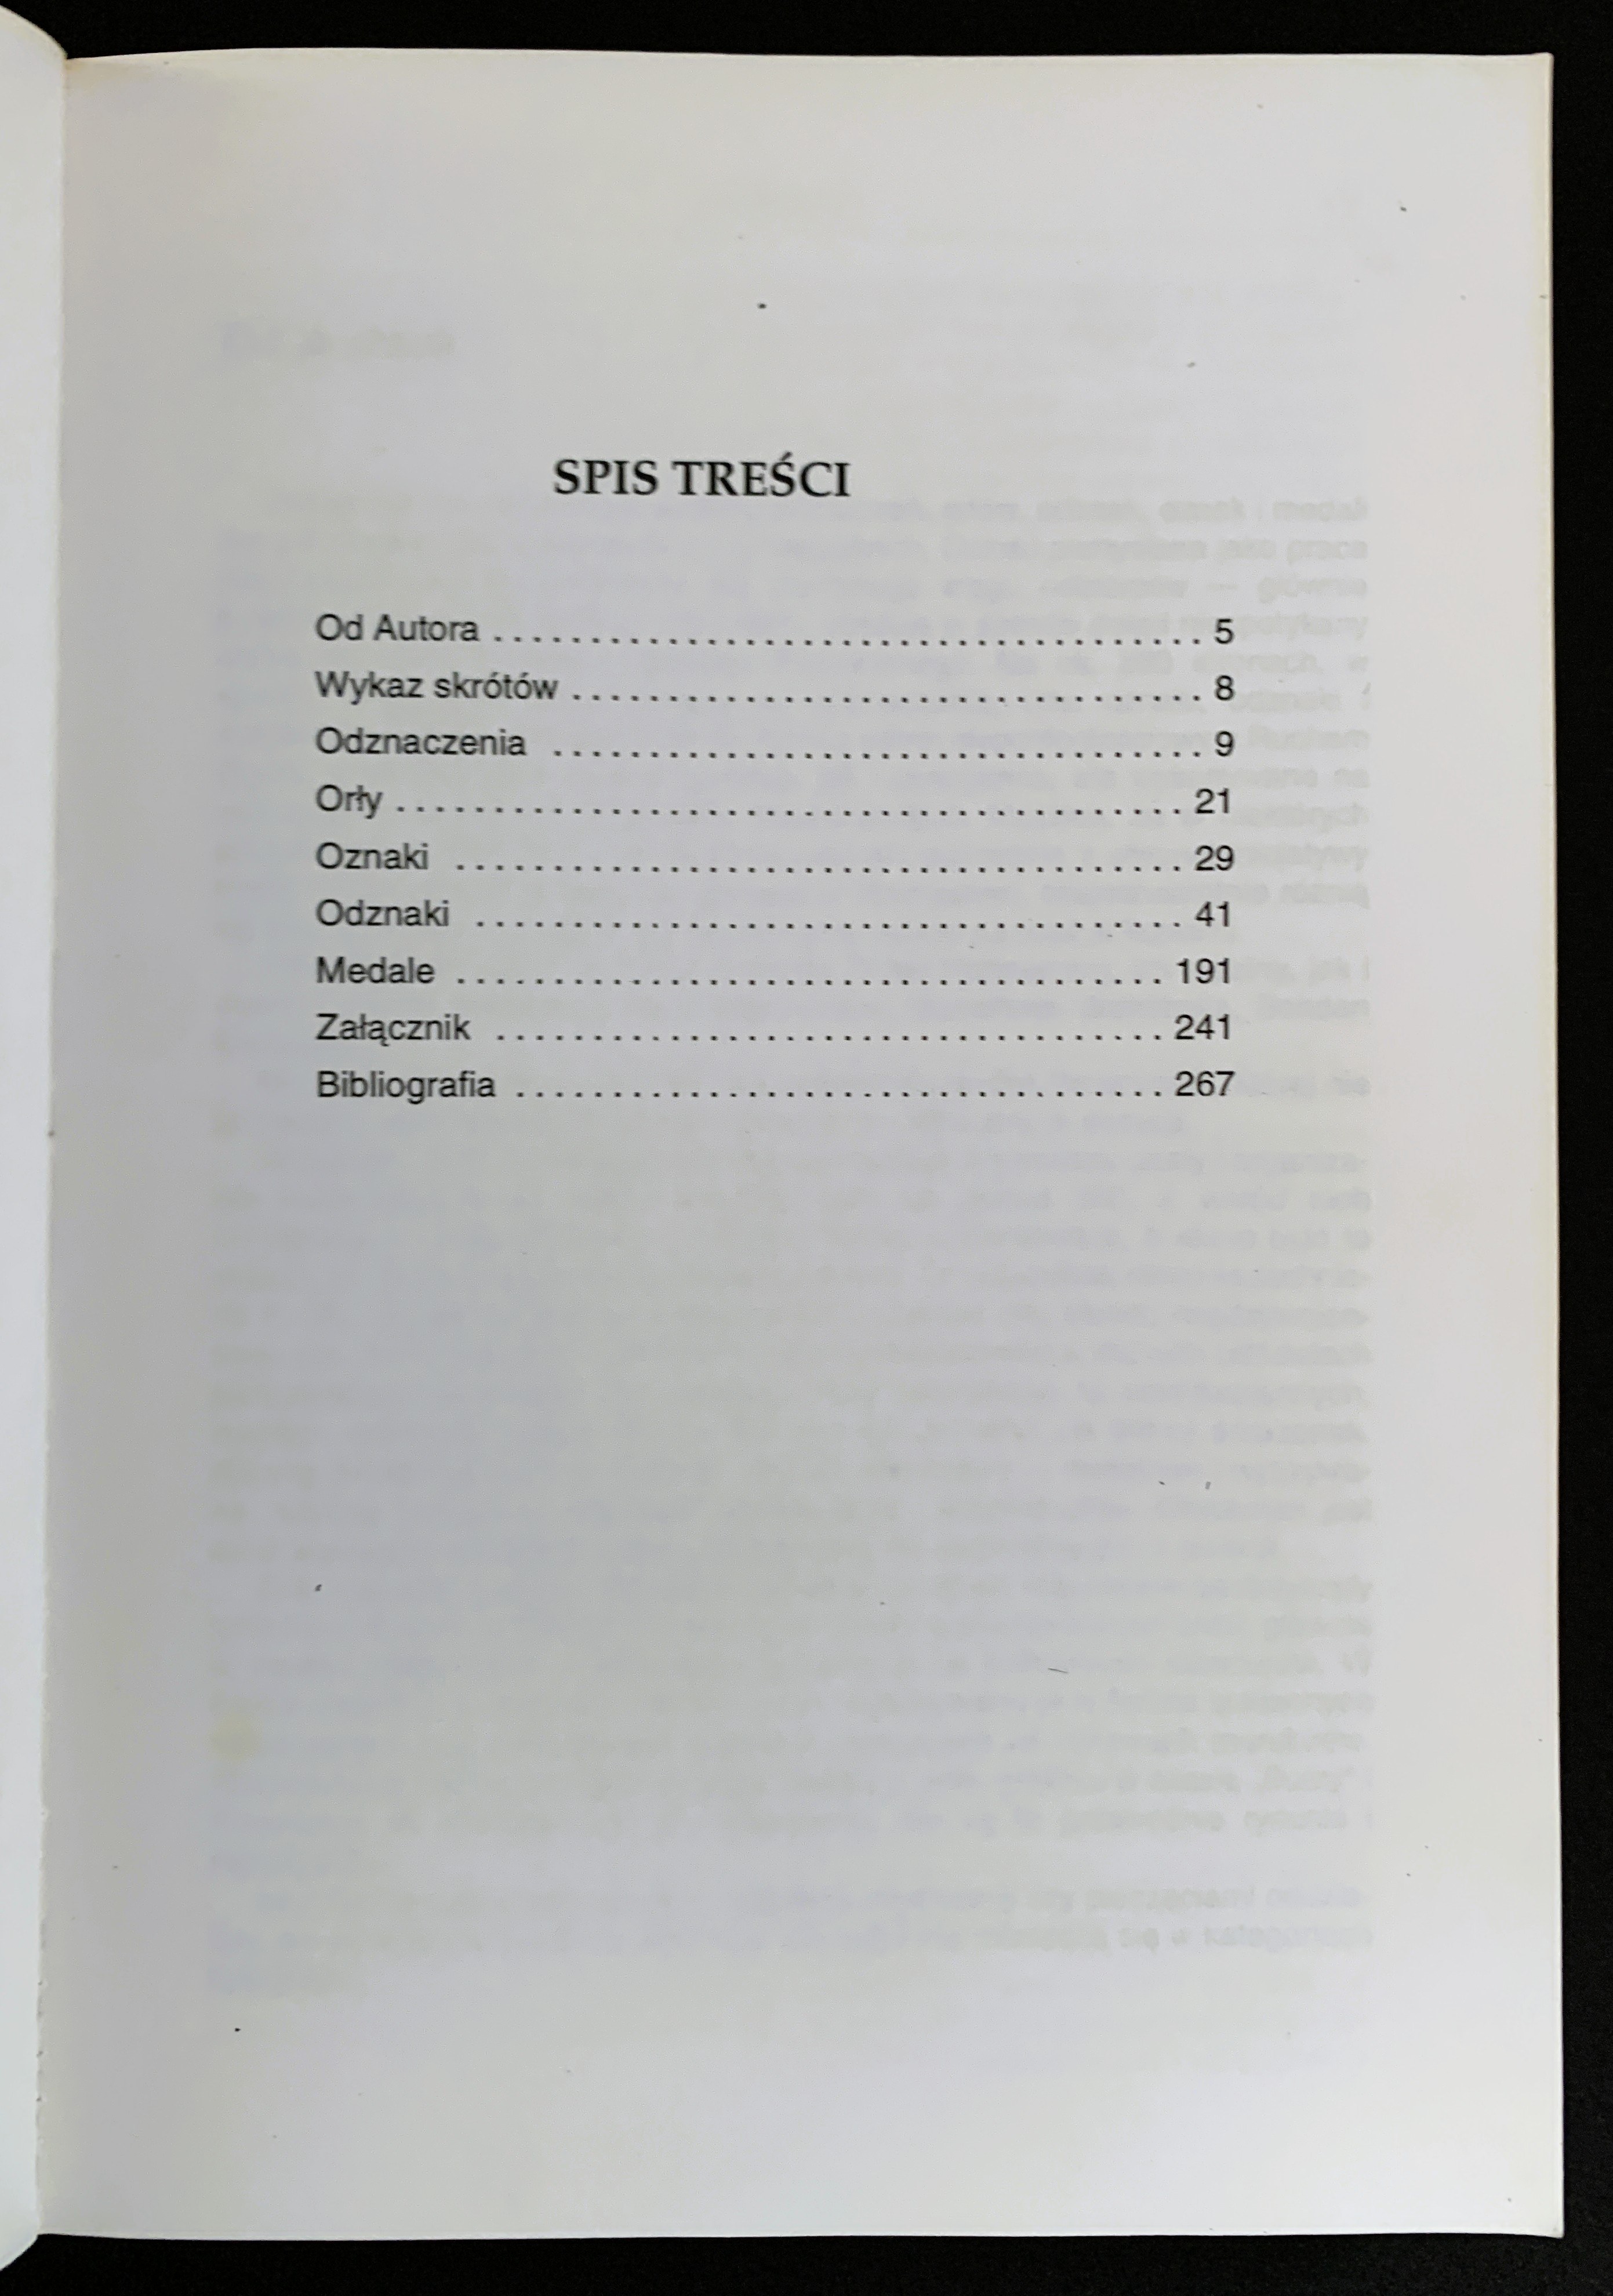 SPIS TREŚCI
Od Autora . . . . . . . . . . . . . . . . . . . . . . . . . . . . . . . . . . . . . 5
Wykaz skrótów . . . . . . . . . . . . . . . . . . . . . . . . . . . . . . . . . 8
Odznaczenia . . . . . . . . . . . . . . . . . . . . . . . . . . . . . . . . . . 9
Orły . . . . . . . . . . . . . . . . . . . . . . . . . . . . . . . . . . . . . . . . . 21
Oznaki . . . . . . . . . . . . . . . . . . . . . . . . . . . . . . . . . . . . . . 29
Odznaki . . . . . . . . . . . . . . . . . . . . . . . . . . . . . . . . . . . . . 41
Medale . . . . . . . . . . . . . . . . . . . . . . . . . . . . . . . . . . . . . 191
Załącznik . . . . . . . . . . . . . . . . . . . . . . . . . . . . . . . . . . . 241
Bibliografia . . . . . . . . . . . . . . . . . . . . . . . . . . . . . . . . . . 267